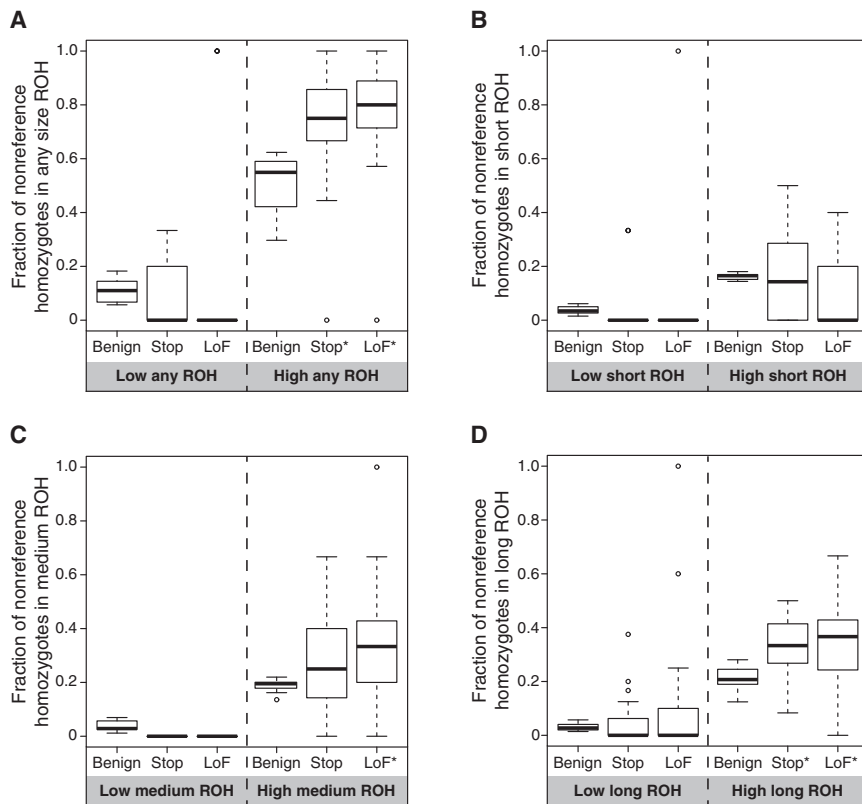 A
Fraction of nonreference
homozygotes in any size ROH
1.0
0.8
0.6
0.4
0.2
0
Benign Stop LoF Benign Stop* LoF*
Low any ROH High any ROH
B
Fraction of nonreference
homozygotes in short ROH
1.0
0.8
0.6
0.4
0.2
0
Benign Stop LoF Benign Stop LoF
Low short ROH High short ROH
C
Fraction of nonreference
homozygotes in medium ROH
1.0
0.8
0.6
0.4
0.2
0
Benign Stop LoF Benign Stop LoF*
Low medium ROH High medium ROH
D
Fraction of nonreference
homozygotes in long ROH
1.0
0.8
0.6
0.4
0.2
0
Benign Stop LoF Benign Stop* LoF*
Low long ROH High long ROH